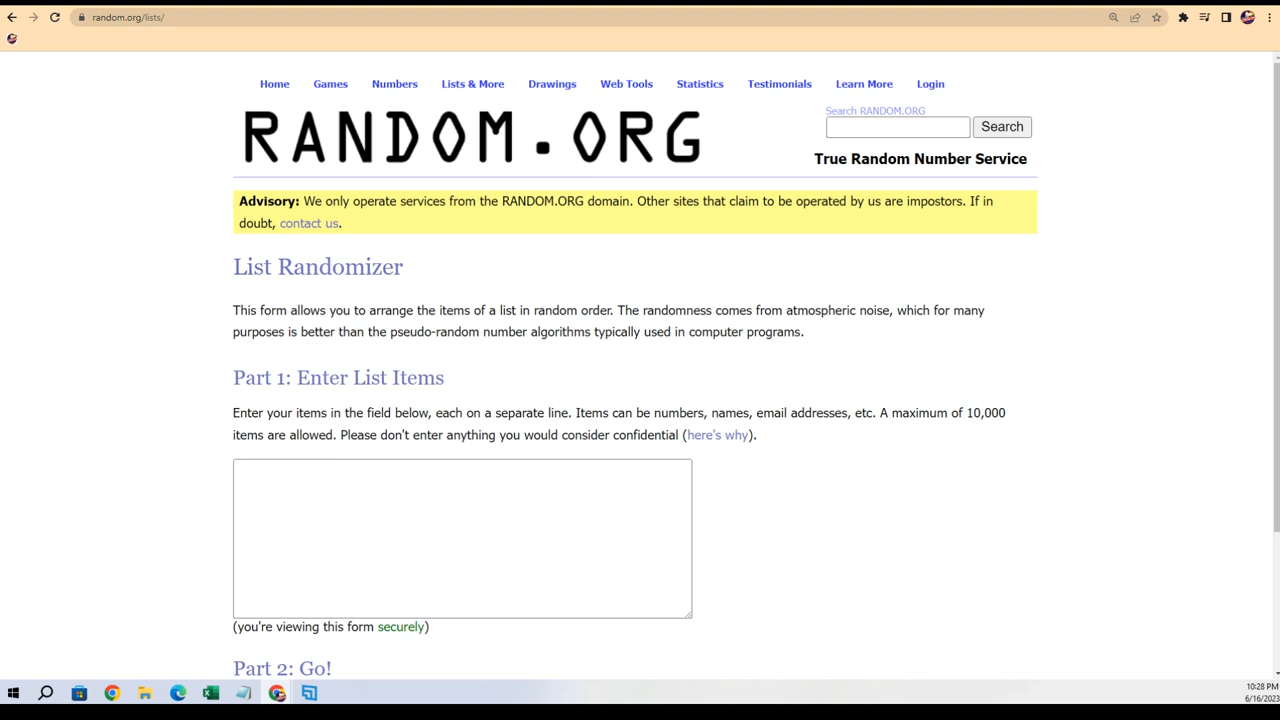 random.org/lists/
Home Games Numbers Lists & More Drawings Web Tools Statistics Testimonials Learn More Login
RANDOM.ORG
Search RANDOM.ORG
Search
True Random Number Service
Advisory: We only operate services from the RANDOM.ORG domain. Other sites that claim to be operated by us are impostors. If in
doubt, contact us.
List Randomizer
This form allows you to arrange the items of a list in random order. The randomness comes from atmospheric noise, which for many
purposes is better than the pseudo-random number algorithms typically used in computer programs.
Part 1: Enter List Items
Enter your items in the field below, each on a separate line. Items can be numbers, names, email addresses, etc. A maximum of 10,000
items are allowed. Please don't enter anything you would consider confidential (here's why).
(you're viewing this form securely)
Part 2: Go!
10:28 PM
6/16/2023